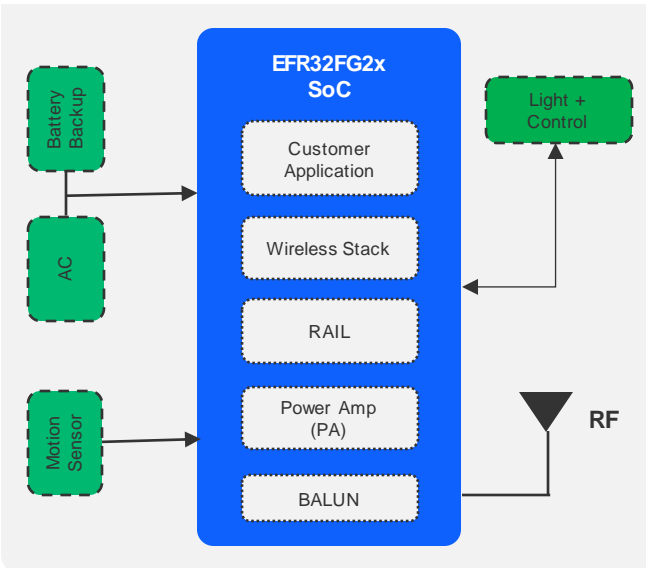 Battery
Backup
AC
Motion
Sensor
EFR32FG2x
SoC
Customer
Application
Wireless Stack
RAIL
Power Amp
(PA)
BALUN
Light +
Control
RF